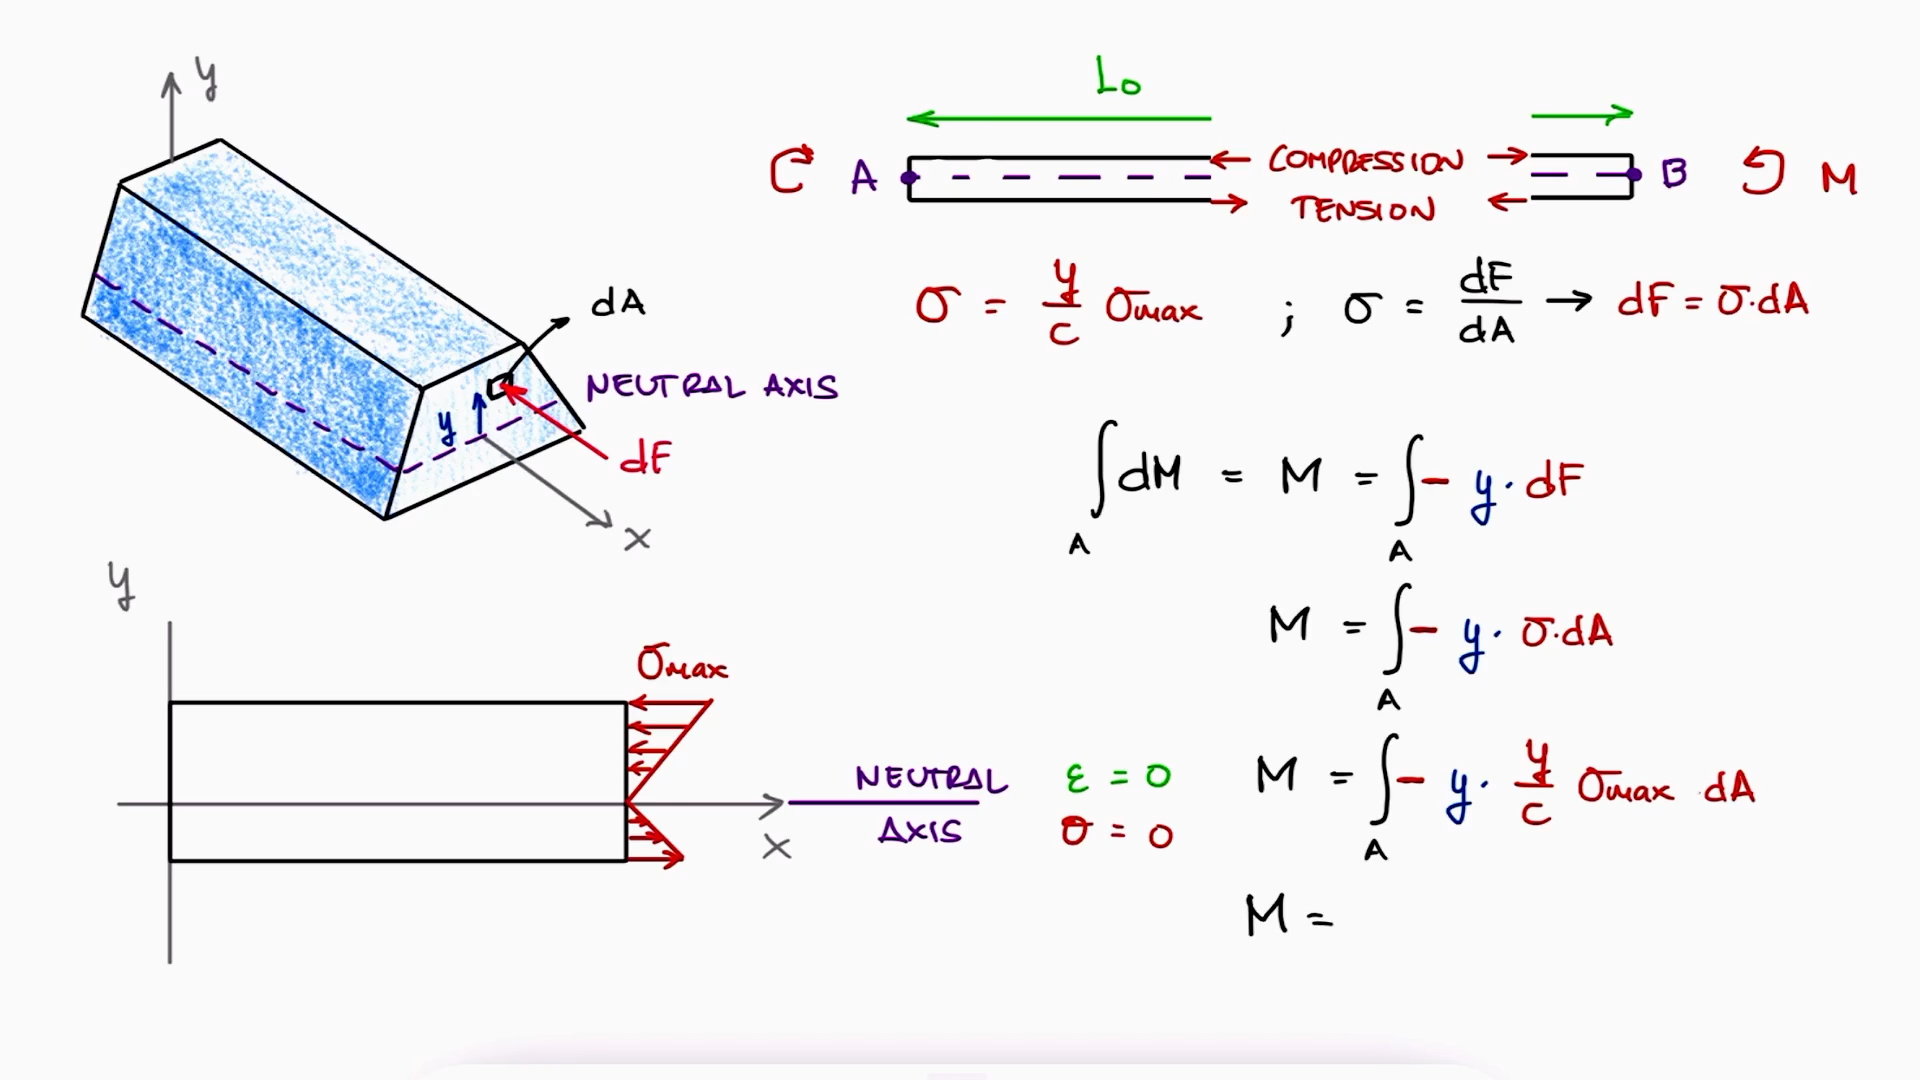 y
dA
NEUTRAL AXIS
y
dF
x
L₀
A
COMPRESSION
TENSION
B
M
σ = y/c σmax ; σ = dF/dA → dF = σ·dA
∫A dM = M = ∫A - y · dF
M = ∫A - y · σ·dA
M = ∫A - y · y/c σmax dA
M =
y
σmax
x
NEUTRAL
AXIS
ε = 0
σ = 0